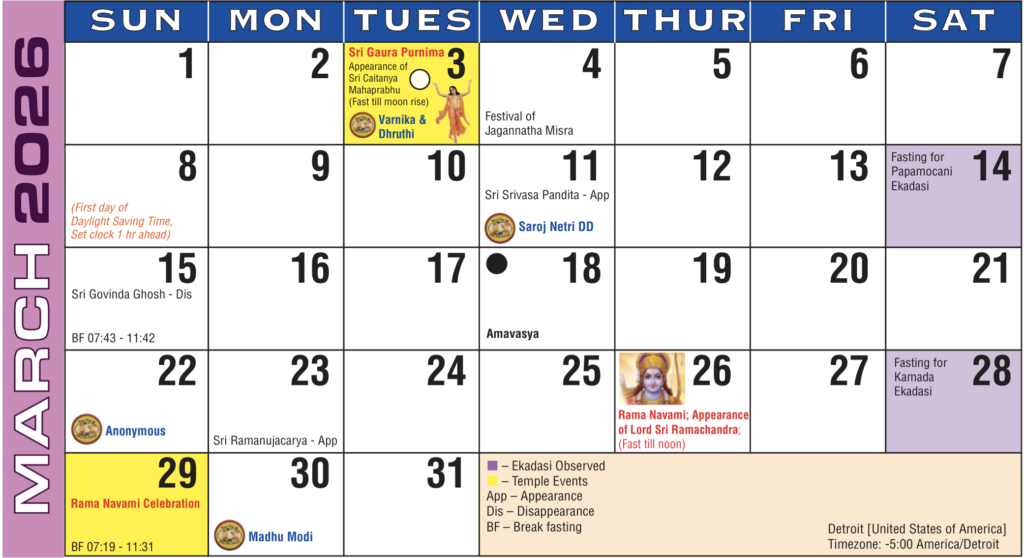 MARCH 2026
SUN MON TUES WED THUR FRI SAT
1
2
Sri Gaura Purnima 3
Appearance of
Sri Caitanya
Mahaprabhu
(Fast till moon rise)
Varnika &
Dhruthi
4
Festival of
Jagannatha Misra
5
6
7
8
(First day of
Daylight Saving Time,
Set clock 1 hr ahead)
9
10
11
Sri Srivasa Pandita - App
Saroj Netri DD
12
13
Fasting for
Papamocani
Ekadasi
14
15
Sri Govinda Ghosh - Dis
BF 07:43 - 11:42
16
17
18
Amavasya
19
20
21
22
Anonymous
23
Sri Ramanujacarya - App
24
25
26
Rama Navami; Appearance
of Lord Sri Ramachandra;
(Fast till noon)
27
Fasting for
Kamada
Ekadasi
28
29
Rama Navami Celebration
BF 07:19 - 11:31
30
Madhu Modi
31
– Ekadasi Observed
– Temple Events
App – Appearance
Dis – Disappearance
BF – Break fasting
Detroit [United States of America]
Timezone: -5:00 America/Detroit